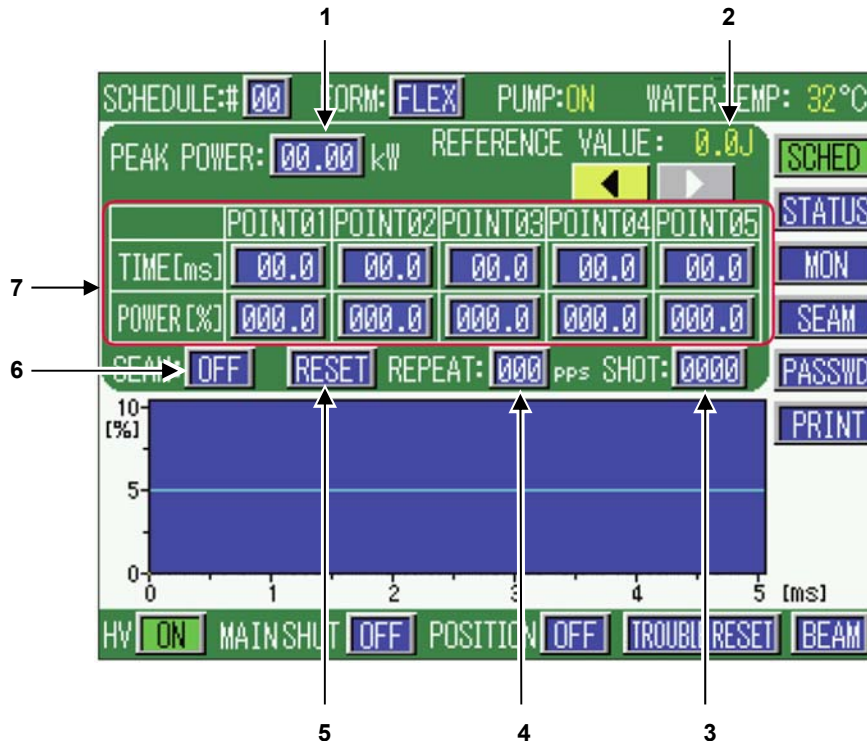 1 2
SCHEDULE:# 00 FORM: FLEX PUMP:ON WATER TEMP: 32°C
PEAK POWER: 00.00 kW REFERENCE VALUE: 0.0J SCHED
STATUS
POINT01 POINT02 POINT03 POINT04 POINT05
7 TIME[ms] 00.0 00.0 00.0 00.0 00.0 MON
POWER[%] 000.0 000.0 000.0 000.0 000.0 SEAM
6 SEAM: OFF RESET REPEAT: 000 pps SHOT: 0000 PASSWD
10
[%] PRINT
5
0
0 1 2 3 4 5 [ms]
HV ON MAIN SHUT OFF POSITION OFF TROUBLE RESET BEAM
5 4 3